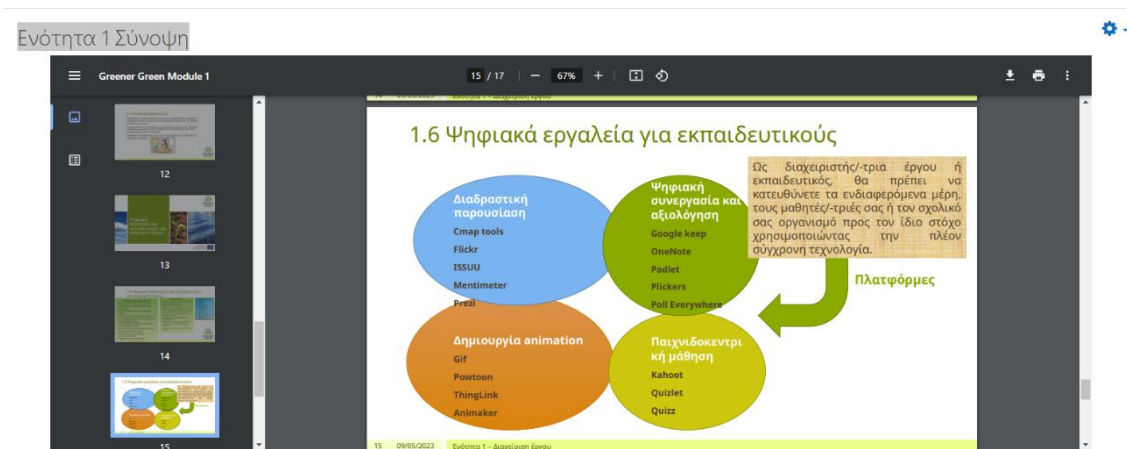 Ενότητα 1 Σύνοψη
Greener Green Module 1
15 / 17
67%
12
13
14
15
1.6 Ψηφιακά εργαλεία για εκπαιδευτικούς
Διαδραστική
παρουσίαση
Cmap tools
Flickr
ISSUU
Mentimeter
Prezi
Ψηφιακή
συνεργασία και
αξιολόγηση
Google keep
OneNote
Padlet
Plickers
Poll Everywhere
Ως διαχειριστής/-τρια έργου ή
εκπαιδευτικός, θα πρέπει να
κατευθύνετε τα ενδιαφερόμενα μέρη,
τους μαθητές/-τριές σας ή τον σχολικό
σας οργανισμό προς τον ίδιο στόχο
χρησιμοποιώντας την πλέον
σύγχρονη τεχνολογία.
Πλατφόρμες
Δημιουργία animation
Gif
Powtoon
ThingLink
Animaker
Παιχνιδοκεντρι
κή μάθηση
Kahoot
Quizlet
Quizz
15 09/05/2023 Ενότητα 1 – Διαχείριση έργου